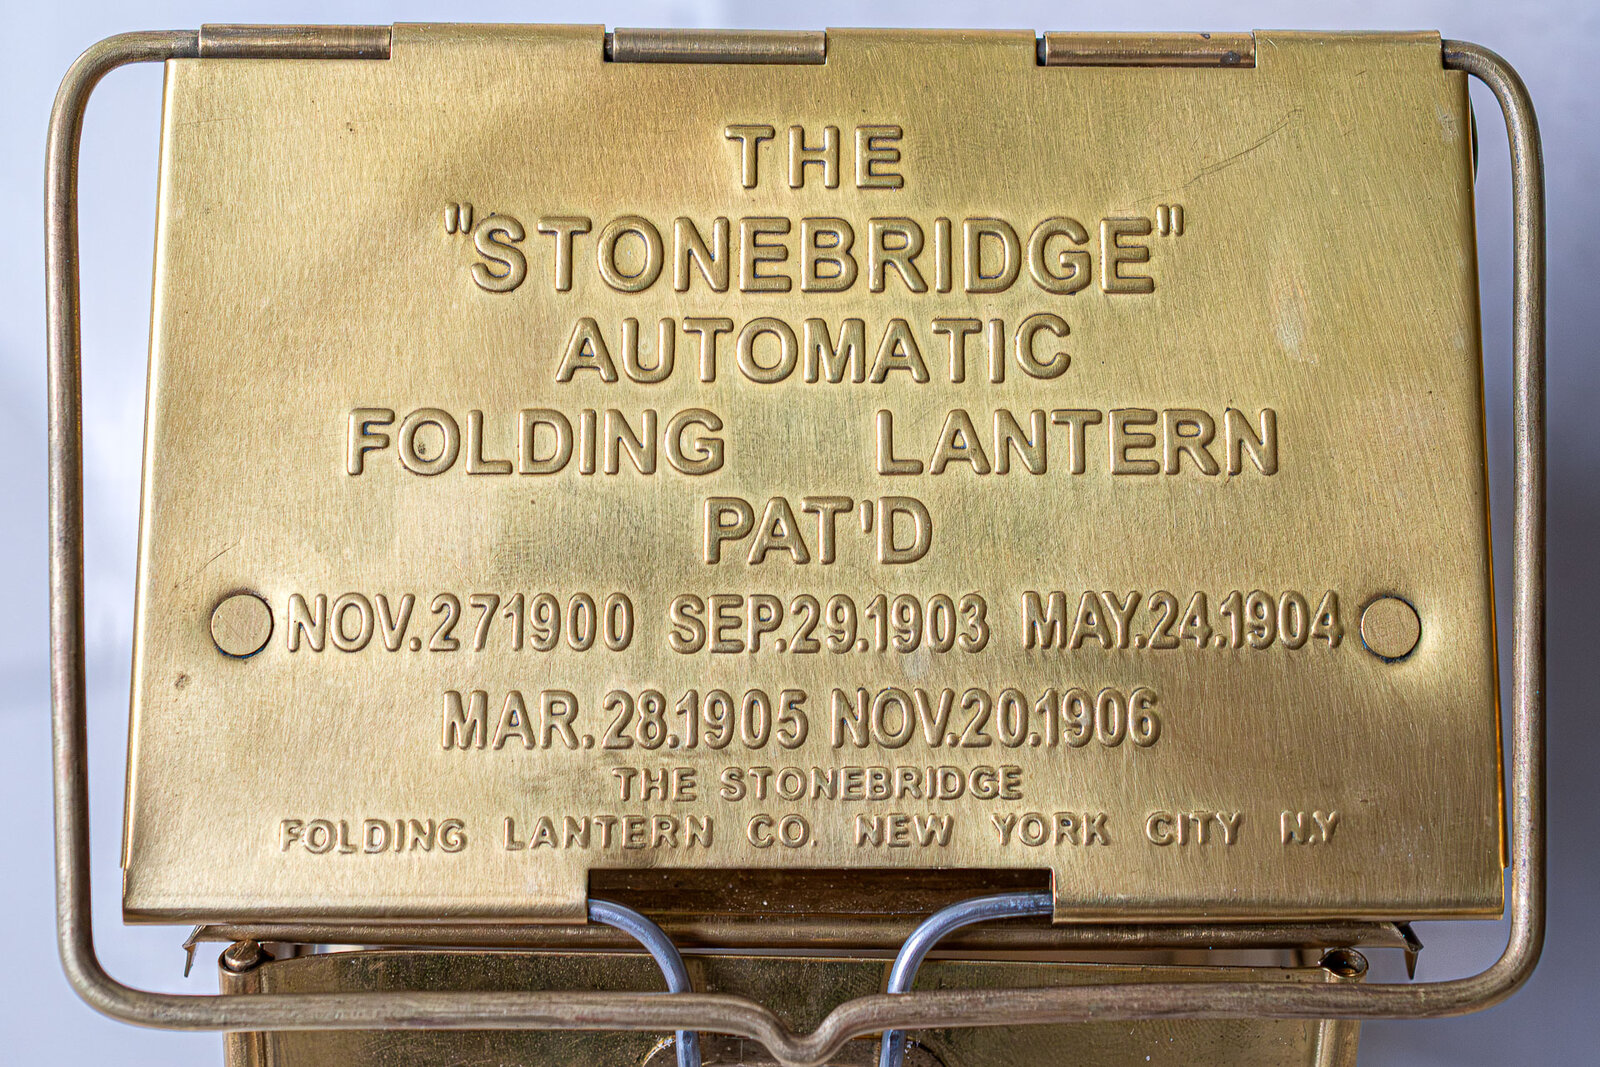 THE
"STONEBRIDGE"
AUTOMATIC
FOLDING LANTERN
PAT'D
NOV.27 1900 SEP.29.1903 MAY.24.1904
MAR.28.1905 NOV.20.1906
THE STONEBRIDGE
FOLDING LANTERN CO. NEW YORK CITY N.Y